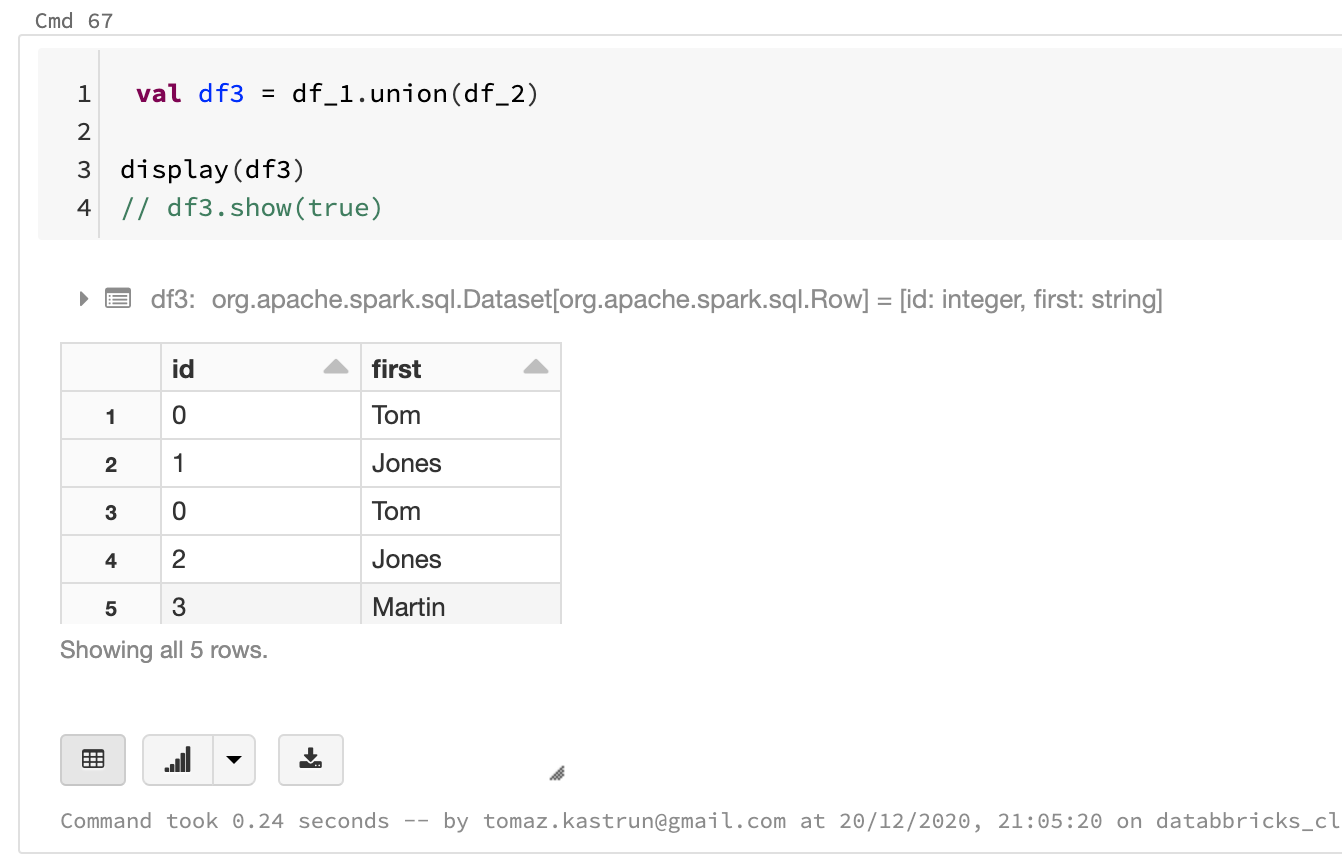 Cmd 67
1 val df3 = df_1.union(df_2)
2
3 display(df3)
4 // df3.show(true)
df3: org.apache.spark.sql.Dataset[org.apache.spark.sql.Row] = [id: integer, first: string]
id first
1 0 Tom
2 1 Jones
3 0 Tom
4 2 Jones
5 3 Martin
Showing all 5 rows.
Command took 0.24 seconds -- by tomaz.kastrun@gmail.com at 20/12/2020, 21:05:20 on databbricks_cl